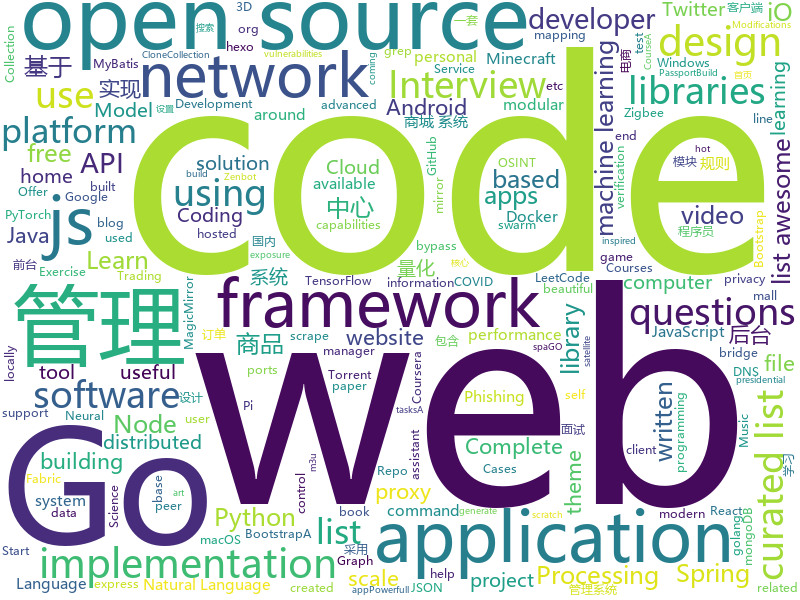 open source
Collection
3D
org
hexo
搜索
CloneCollection
vulnerabilities
一套
grep
personal
coming
Service
Twitter
mapping
客户端
iO
developer
Minecraft
test
Modifications
CourseA
电商
design
PassportBuild
首页
基于
MyBatis
设置
network
Interview
Windows
etc
实现
Development
advanced
Android
modular
libraries
learning
use
Model
around
商城 系统
Zigbee
line
platform
free
API
solution
Cloud
OSINT
GitHub
machine learning
end
verification
hot
code
home
built
build
using
available
based
mirror
模块
规则
list awesome
PyTorch
Offer
Google
Zenbot
中心
apps
swarm
video
程序员
Bootstrap
js
blog
Coding
hosted
Docker
capabilities
bypass
game
inspired
Java
used
国内
exposure
量化
Courses
privacy
前台
Learn
系统
COVID
LeetCode
computer
mall
Exercise
Trading
TensorFlow
information
beautiful
管理
MagicMirror
framework
questions
locally
scrape
website
performance
library
JavaScript
后台
商品
manager
包含
Coursera
bridge
file
tool
useful
订单
Torrent
spaGO
satellite
DNS
presidential
software
设计
ports
paper
web
written
programming
support
Neural
user
Pi
Phishing
self
Music
Node
tasksA
面试
client
学习
Go
distributed
control
m3u
assistant
Complete
theme
curated list
building
Repo
Cases
system
Fabric
data
Science
base
peer
proxy
command
React
golang
mongoDB
Python
list
book
macOS
Graph
采用
modern
application
Start
BootstrapA
art
implementation
scale
JSON
help
project
Spring
related
Language
created
generate
scratch
express
Natural Language
appPowerfull
Processing
管理系统
核心